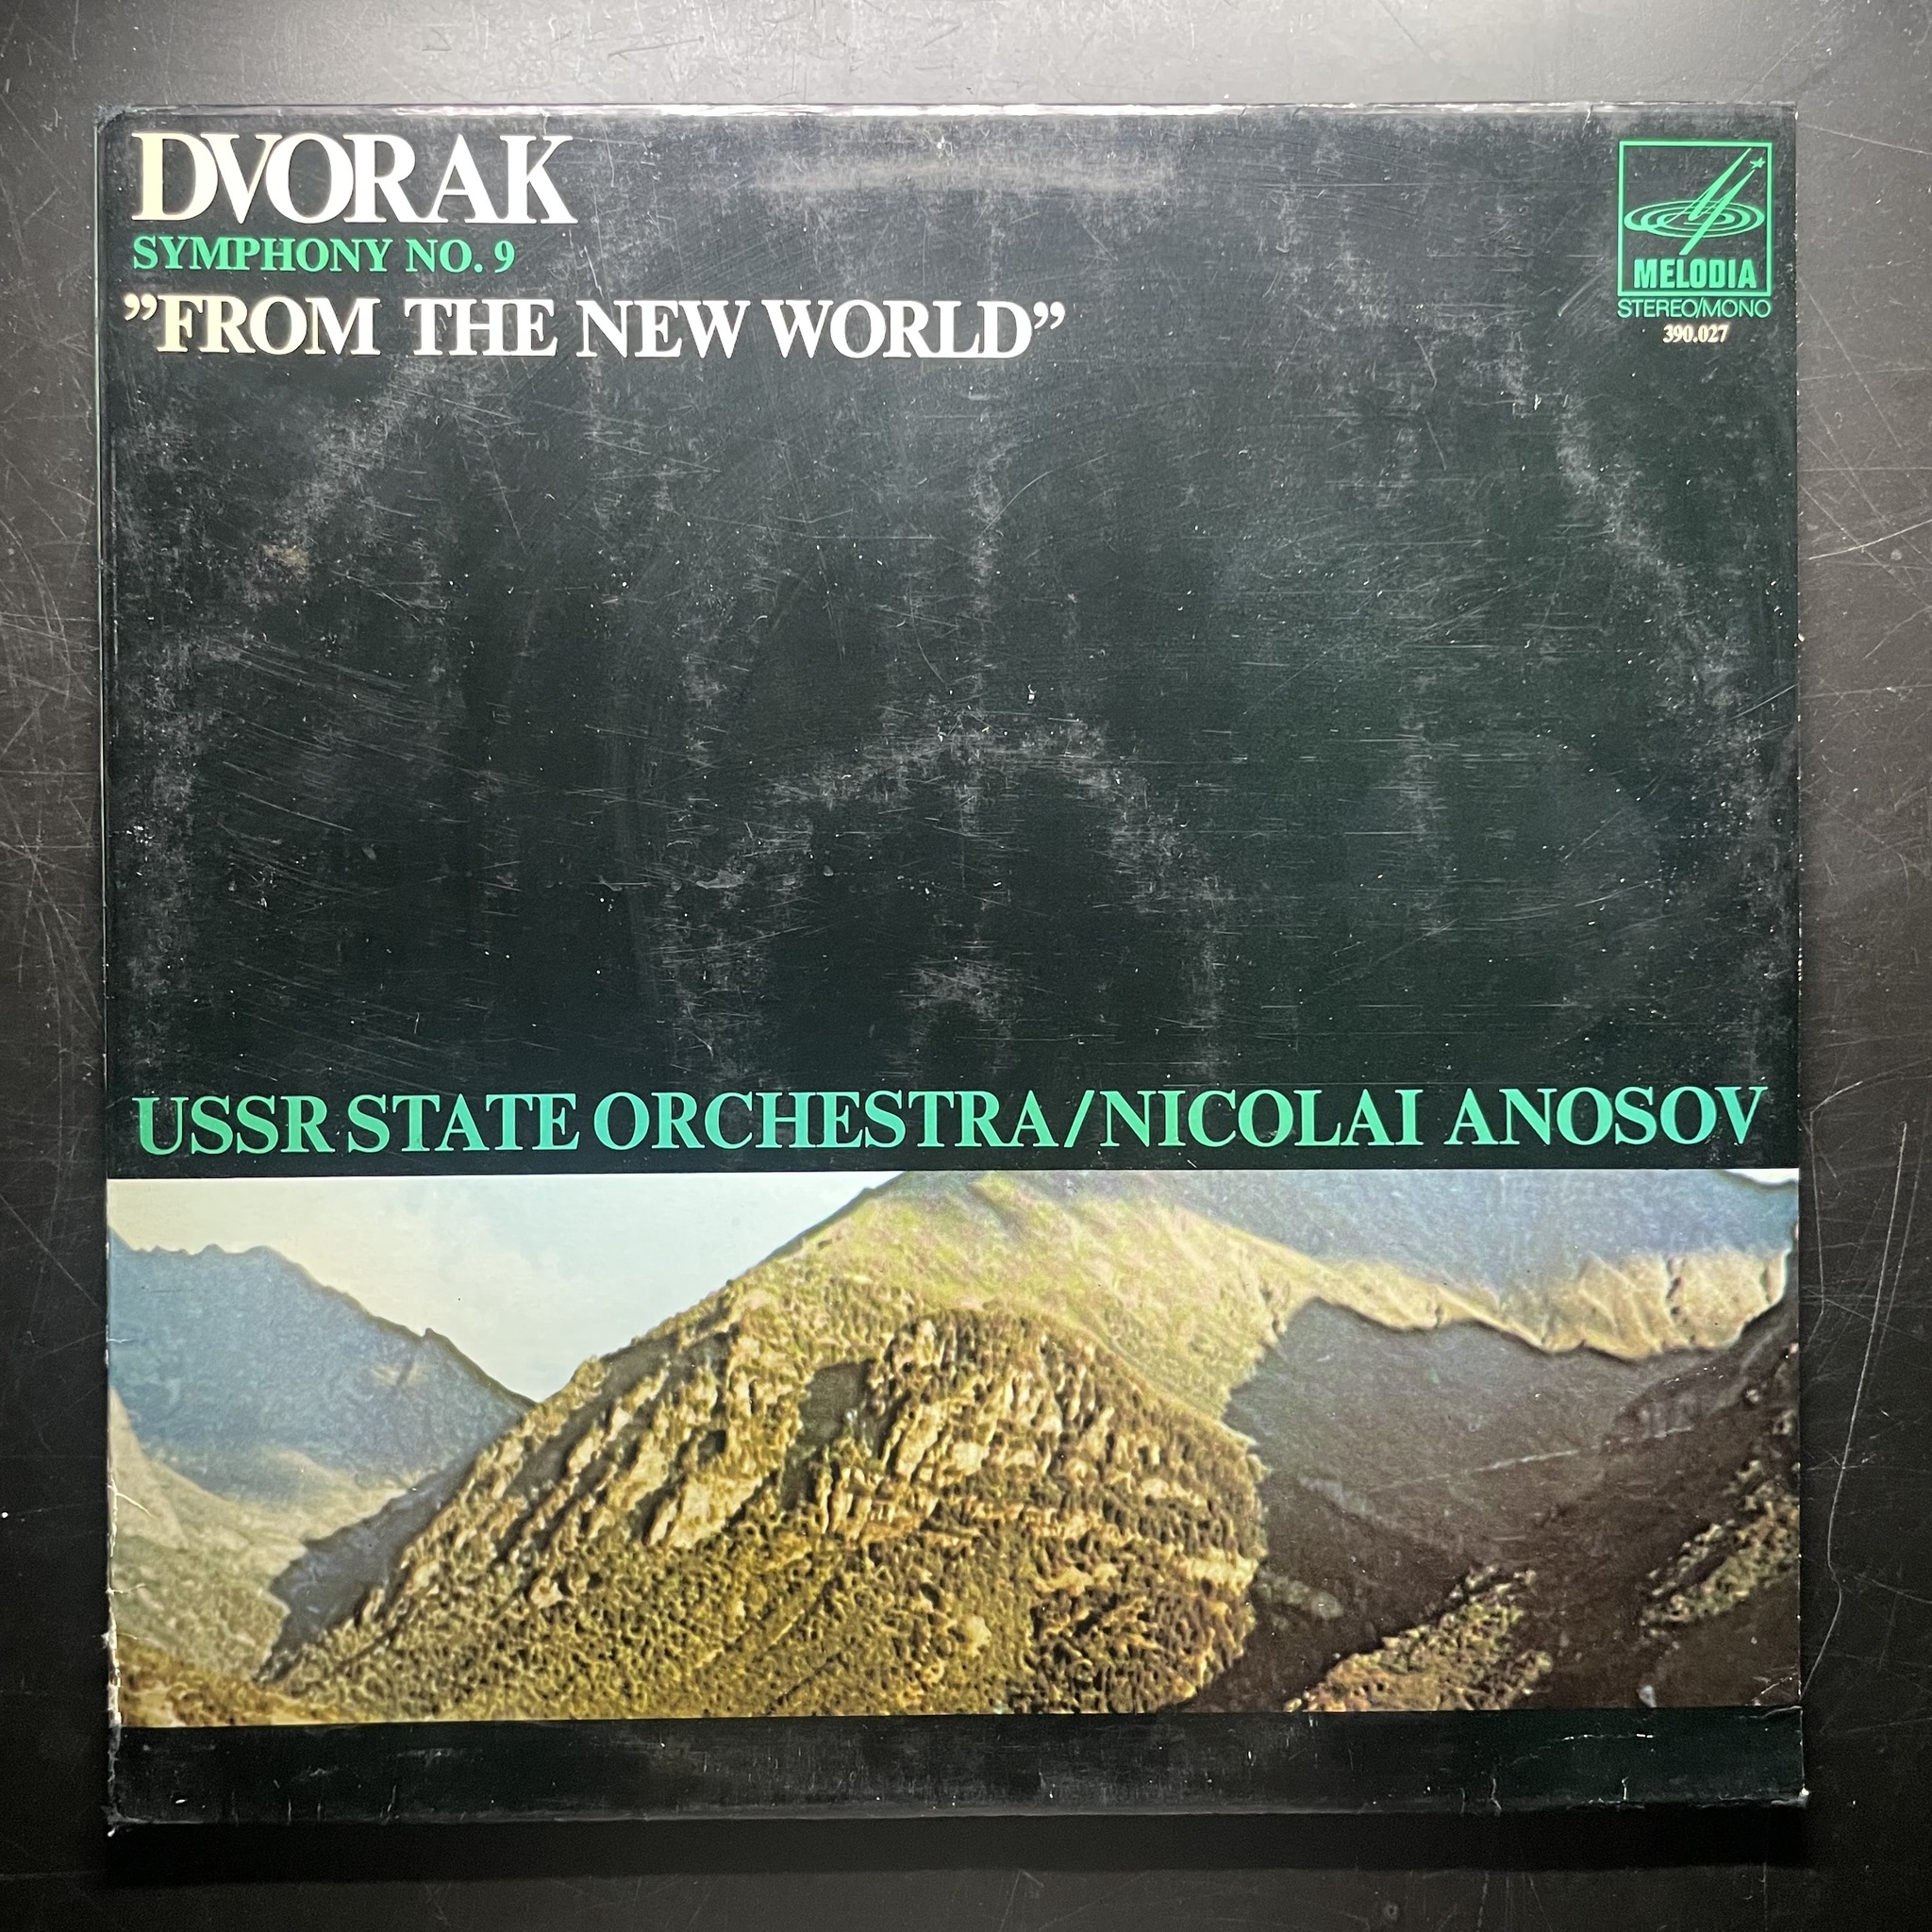 DVORAK
SYMPHONY NO. 9
”FROM THE NEW WORLD”
MELODIA
STEREO/MONO
390.027
USSR STATE ORCHESTRA/NICOLAI ANOSOV